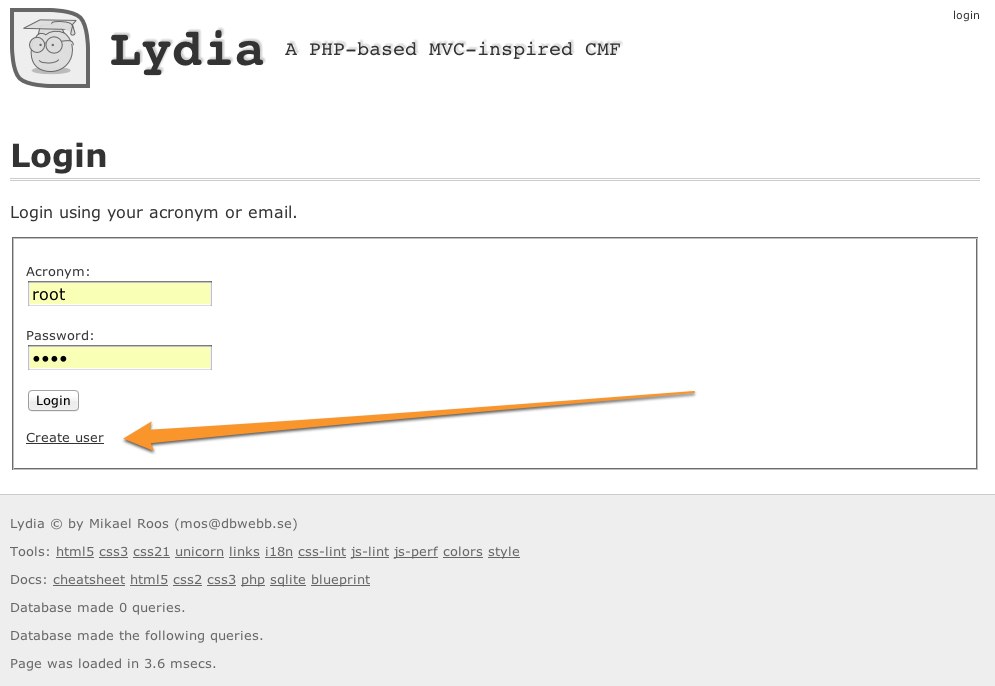 login
Lydia A PHP-based MVC-inspired CMF
Login
Login using your acronym or email.
Acronym:
root
Password:
••••
Login
Create user
Lydia © by Mikael Roos (mos@dbwebb.se)
Tools: html5 css3 css21 unicorn links i18n css-lint js-lint js-perf colors style
Docs: cheatsheet html5 css2 css3 php sqlite blueprint
Database made 0 queries.
Database made the following queries.
Page was loaded in 3.6 msecs.